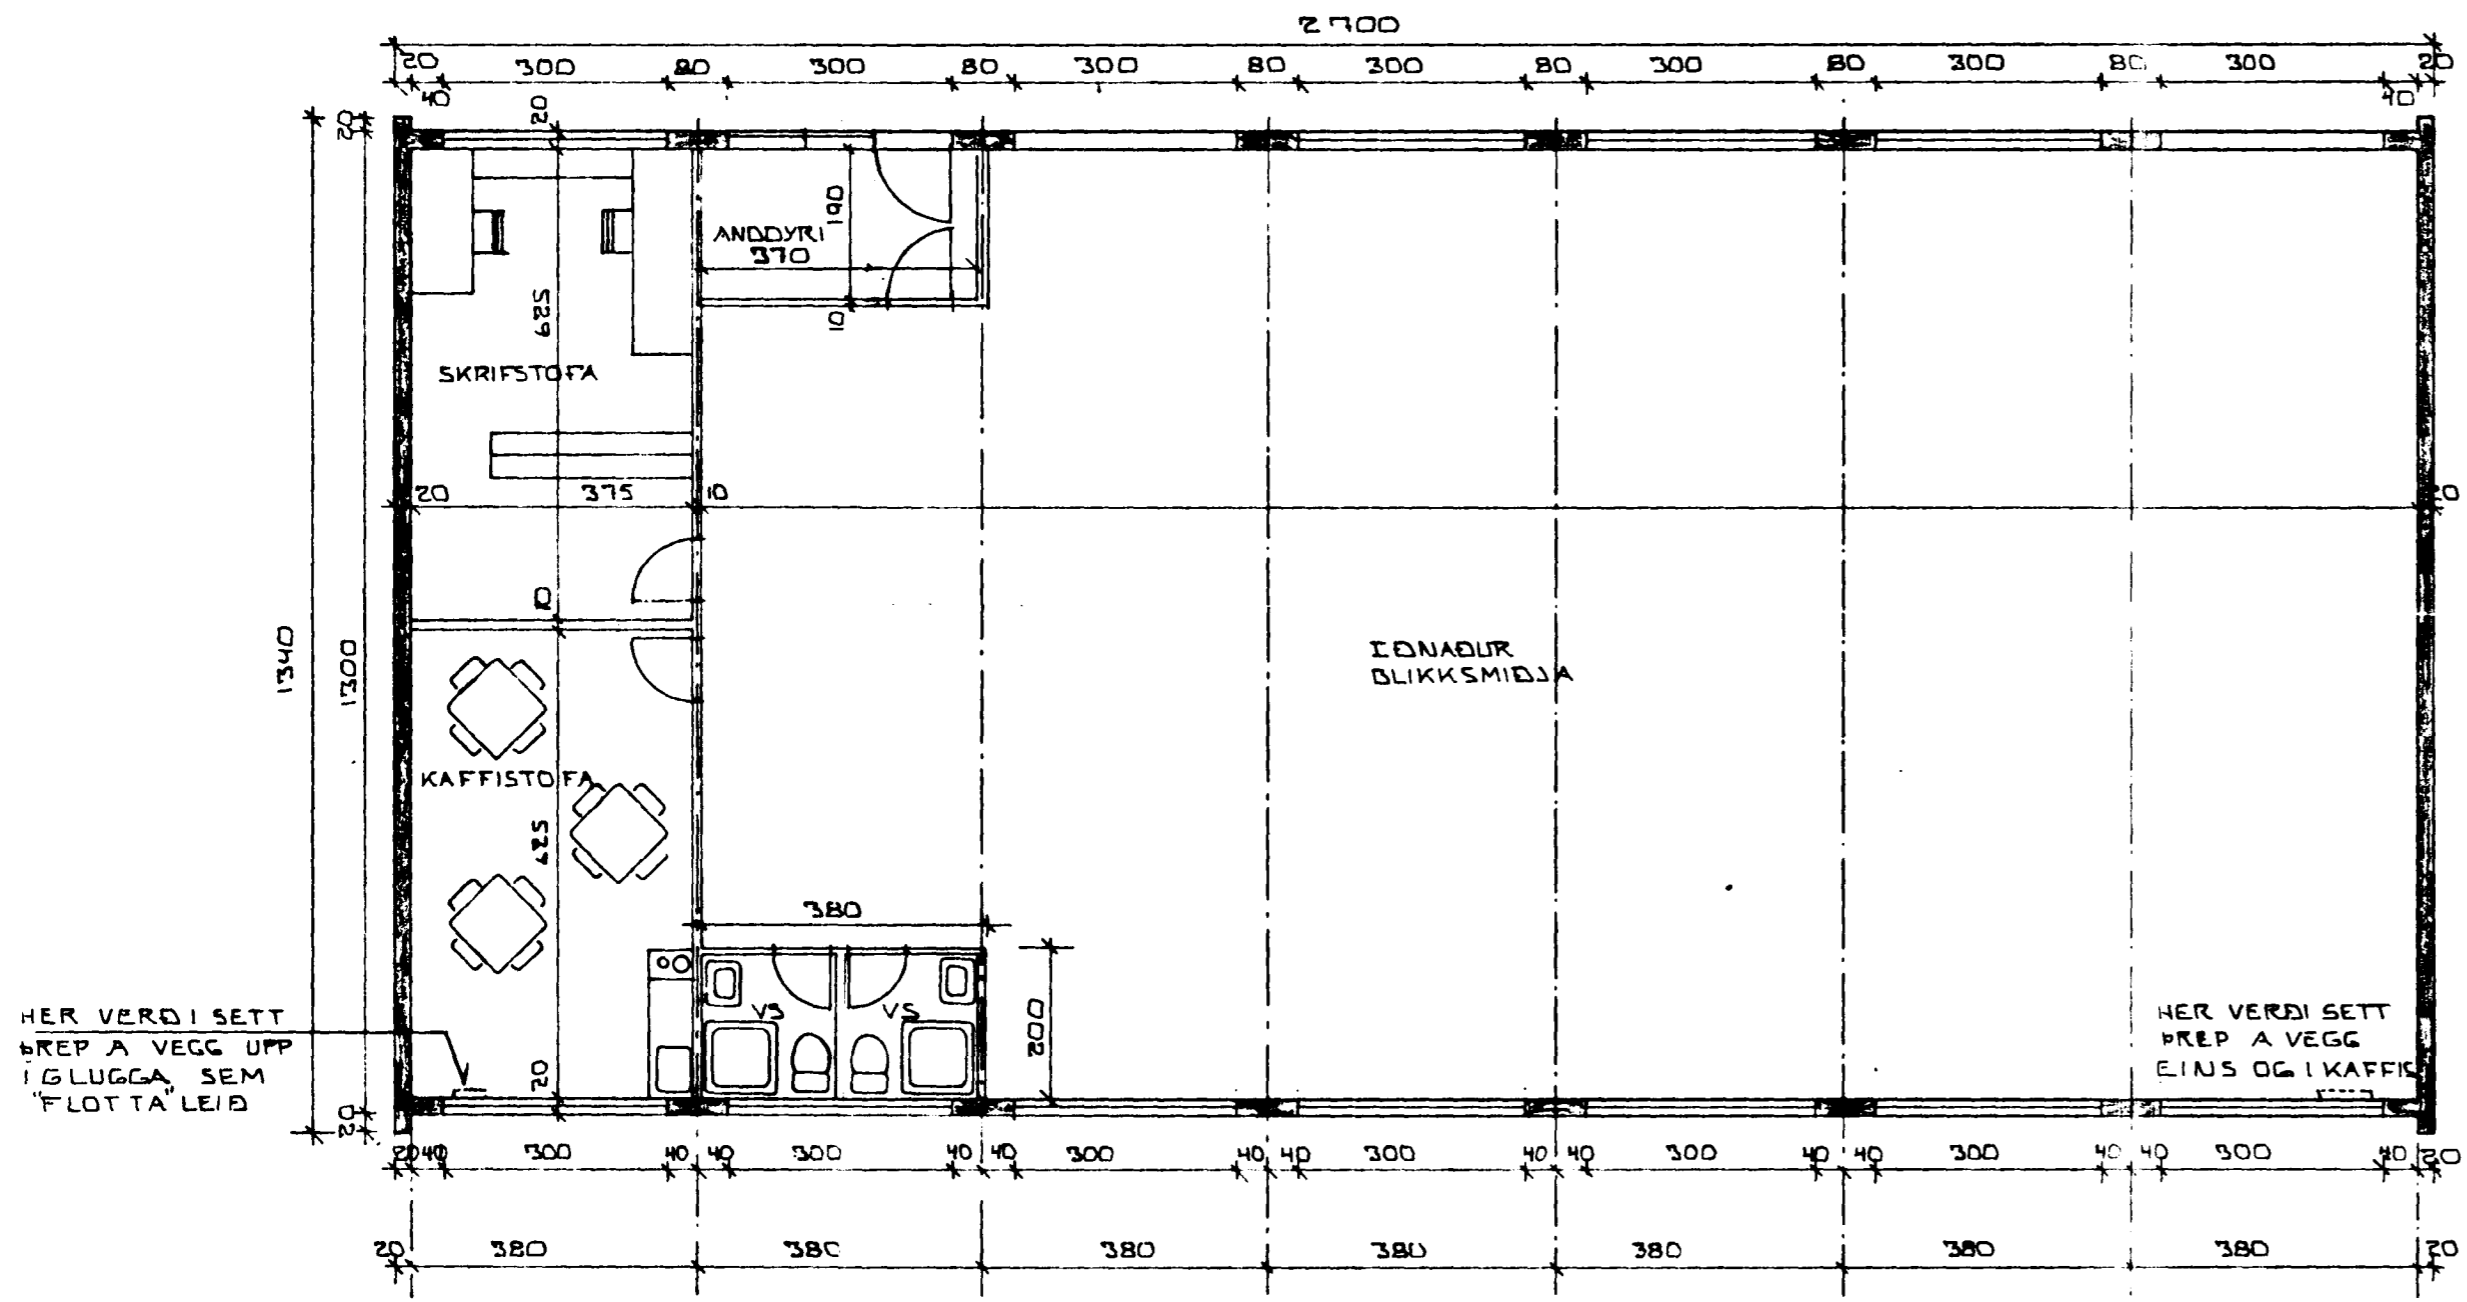 2700
20 300 80 300 80 300 80 300 80 300 80 300 80 300 20
40 40
20 20
190
ANDDYRI
370
10
625
SKRIFSTOFA
20 375 10
10
1340
1300
IÐNAÐUR
BLIKKSMIÐJA
KAFFISTOFA
625
380
VS VS
200
HER VERÐI SETT
ÞREP A VEGG UPP
I GLUGGA SEM
"FLOTTA" LEIÐ
20
HER VERÐI SETT
ÞREP A VEGG
EINS OG I KAFFIS
20
20 40 300 40 40 300 40 40 300 40 40 300 40 40 300 40 40 300 40 40 300 40 20
20 380 380 380 380 380 380 380 20